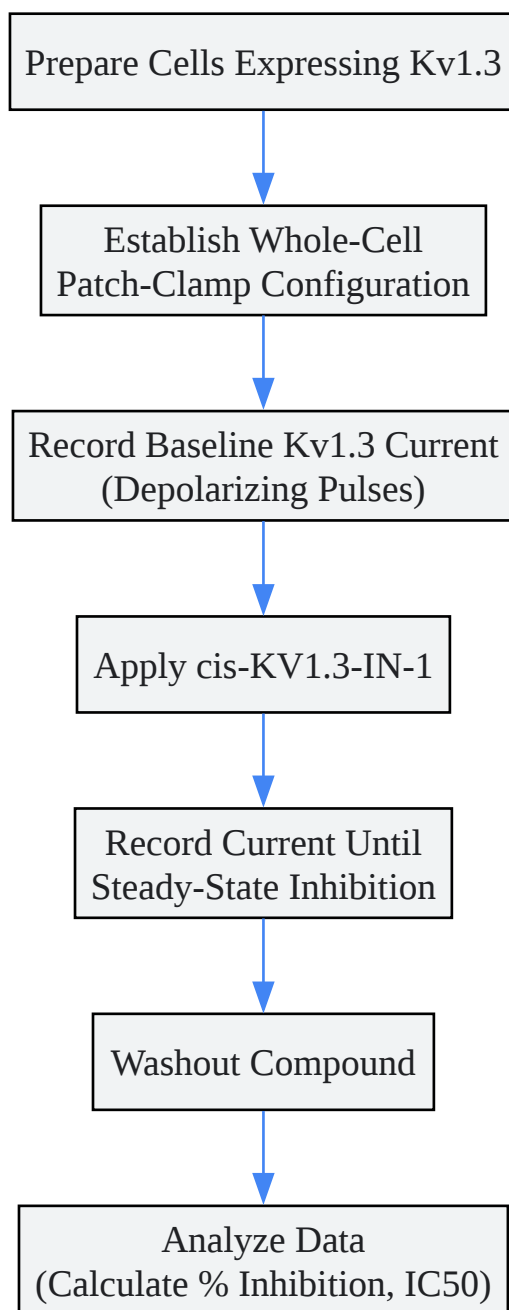 Prepare Cells Expressing Kv1.3
Establish Whole-Cell
Patch-Clamp Configuration
Record Baseline Kv1.3 Current
(Depolarizing Pulses)
Apply cis-KV1.3-IN-1
Record Current Until
Steady-State Inhibition
Washout Compound
Analyze Data
(Calculate % Inhibition, IC50)